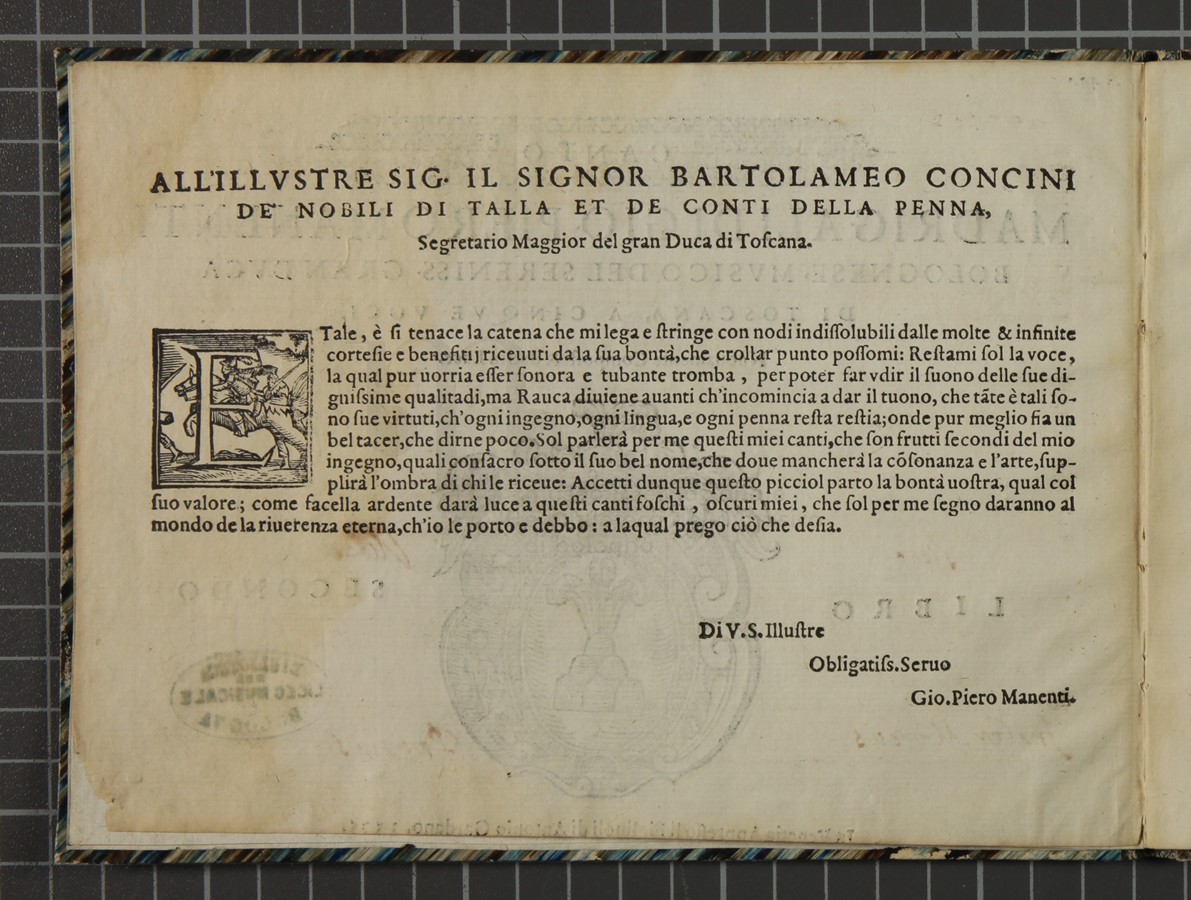 ALL'ILLVSTRE SIG. IL SIGNOR BARTOLAMEO CONCINI
DE' NOBILI DI TALLA ET DE CONTI DELLA PENNA,
Segretario Maggior del gran Duca di Toſcana.
ETale, è ſi tenace la catena che mi lega e ſtringe con nodi indiſſolubili dalle molte & infinite
corteſie e benefitij riceuuti da la ſua bontà,che crollar punto poſſomi: Reſtami ſol la voce,
la qual pur uorria eſſer ſonora e tubante tromba , per poter far vdir il ſuono delle ſue di-
gniſsime qualitadi,ma Rauca diuiene auanti ch'incomincia a dar il tuono, che tāte è tali ſo-
no ſue virtuti,ch'ogni ingegno,ogni lingua,e ogni penna reſta reſtia;onde pur meglio fia un
bel tacer,che dirne poco.Sol parlerà per me queſti miei canti,che ſon frutti ſecondi del mio
ingegno,quali conſacro ſotto il ſuo bel nome,che doue mancherà la cōſonanza e l'arte,ſup-
plirà l'ombra di chi le riceue: Accetti dunque queſto picciol parto la bontà uoſtra, qual col
ſuo valore; come facella ardente darà luce a queſti canti foſchi , oſcuri miei, che ſol per me ſegno daranno al
mondo de la riuerenza eterna,ch'io le porto e debbo: a laqual prego ciò che deſia.
LIBRO
SECONDO
Di V.S.Illuſtre
Obligatiſs.Seruo
Gio.Piero Manenti.